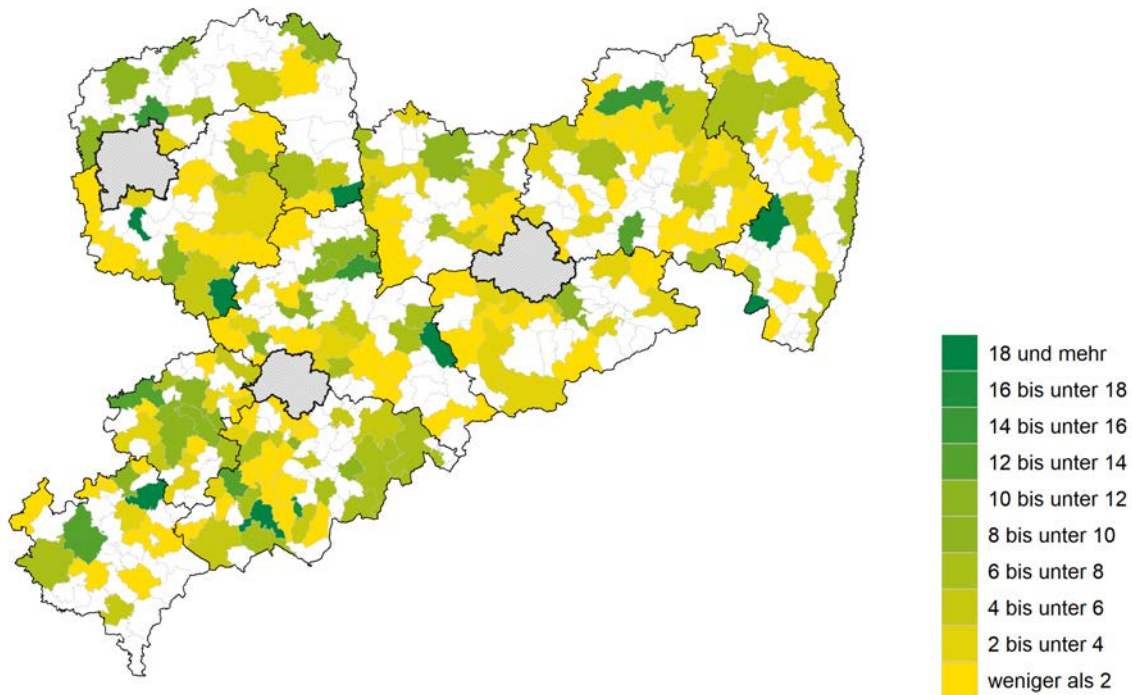 18 und mehr
16 bis unter 18
14 bis unter 16
12 bis unter 14
10 bis unter 12
8 bis unter 10
6 bis unter 8
4 bis unter 6
2 bis unter 4
weniger als 2